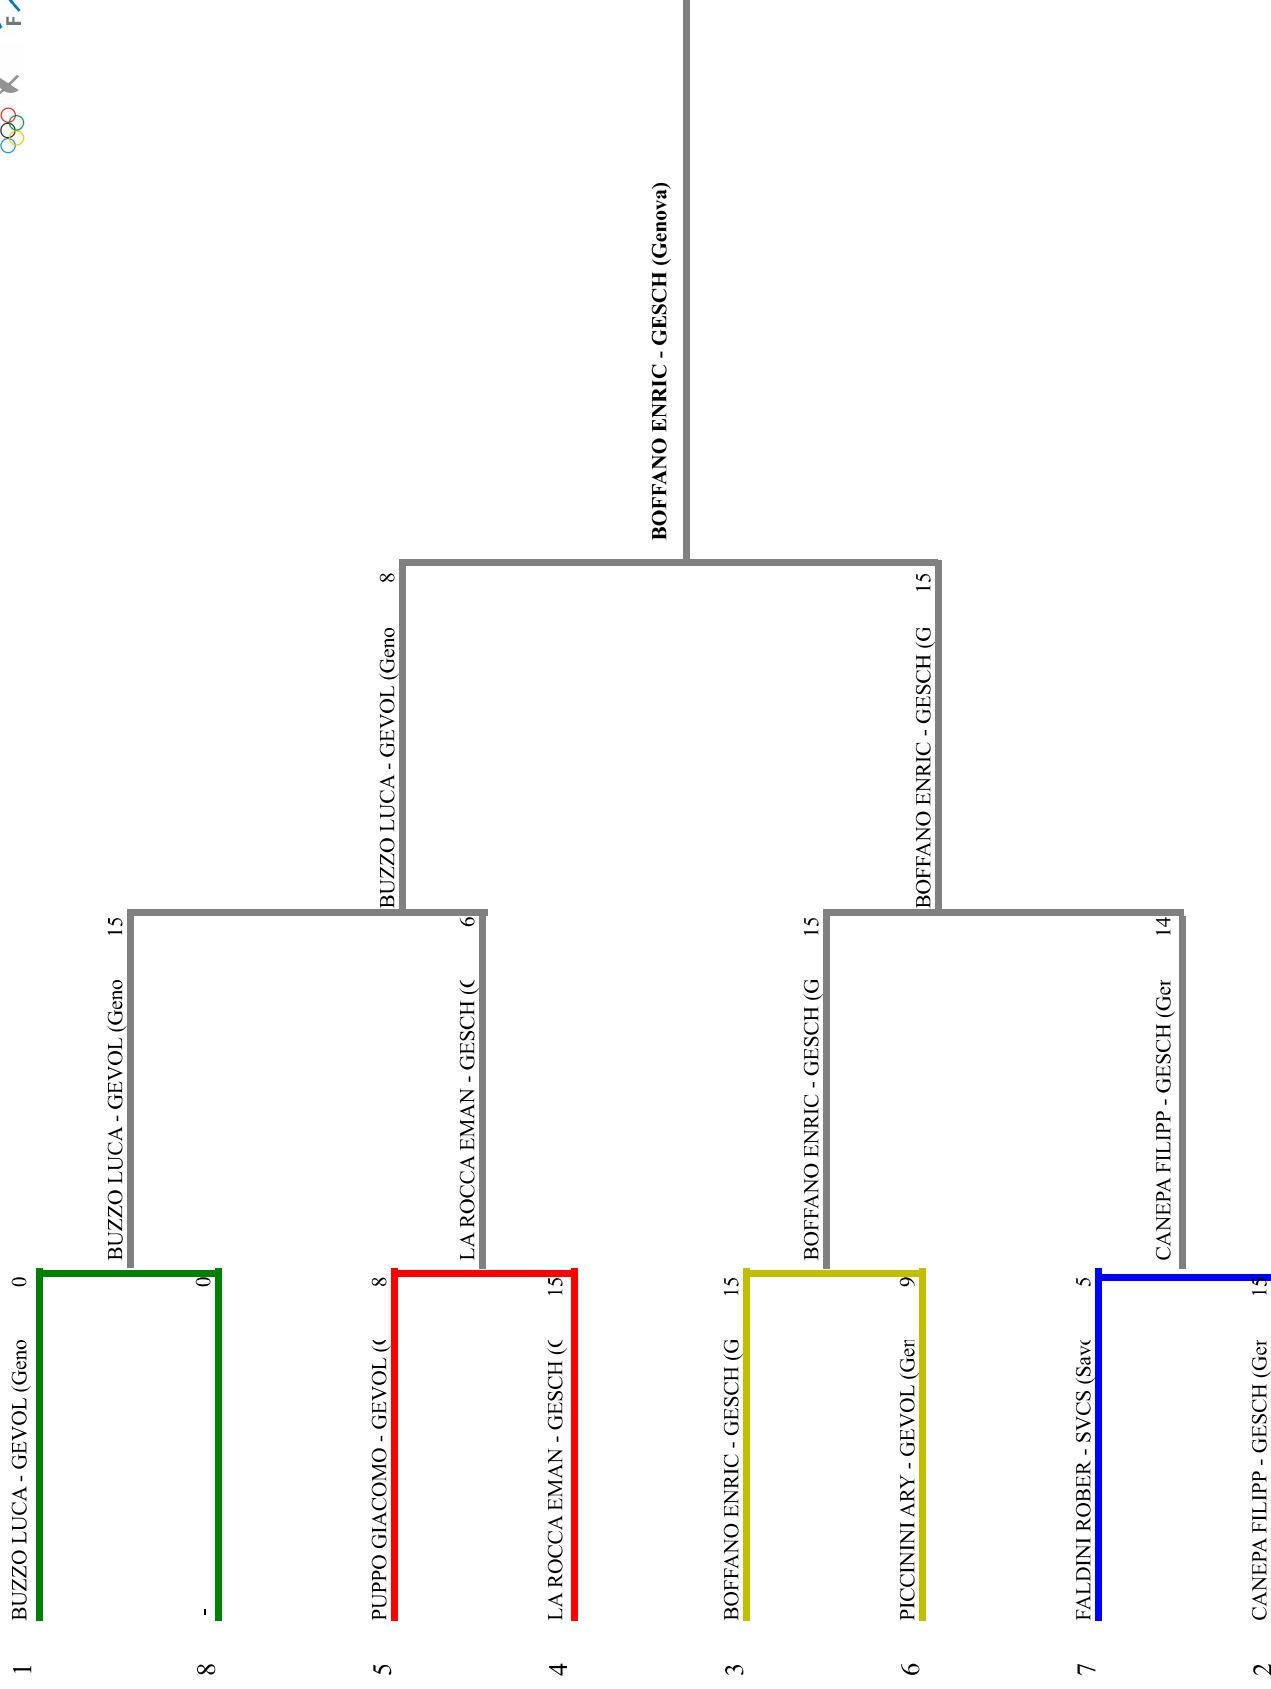 1 BUZZO LUCA - GEVOL (Geno 0
8 - 0
BUZZO LUCA - GEVOL (Geno 15
5 PUPPO GIACOMO - GEVOL (( 8
4 LA ROCCA EMAN - GESCH (( 15
LA ROCCA EMAN - GESCH (( 6
BUZZO LUCA - GEVOL (Geno 8
3 BOFFANO ENRIC - GESCH (G 15
6 PICCININI ARY - GEVOL (Gen 9
BOFFANO ENRIC - GESCH (G 15
7 FALDINI ROBER - SVCS (Savo 5
2 CANEPA FILIPP - GESCH (Ger 15
CANEPA FILIPP - GESCH (Ger 14
BOFFANO ENRIC - GESCH (G 15
BOFFANO ENRIC - GESCH (Genova)
F